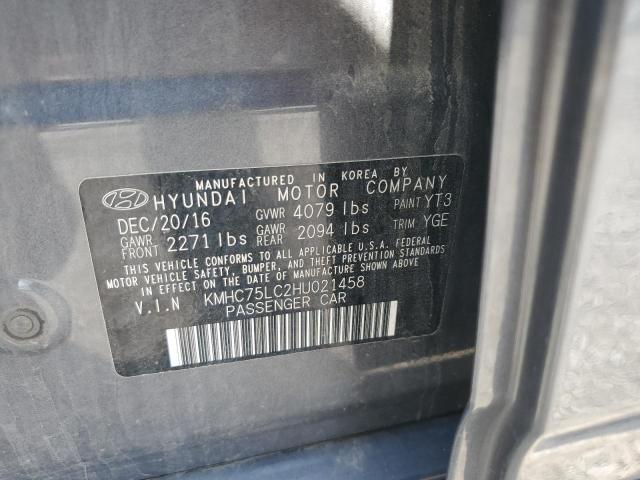 MANUFACTURED IN KOREA BY
HYUNDAI MOTOR COMPANY
DEC/20/16 GVWR 4079 lbs PAINT YT3
GAWR FRONT 2271 lbs GAWR REAR 2094 lbs TRIM YGE
THIS VEHICLE CONFORMS TO ALL APPLICABLE U.S.A. FEDERAL
MOTOR VEHICLE SAFETY, BUMPER, AND THEFT PREVENTION STANDARDS
IN EFFECT ON THE DATE OF MANUFACTURE SHOWN ABOVE.
V.I.N KMHC75LC2HU021458
PASSENGER CAR